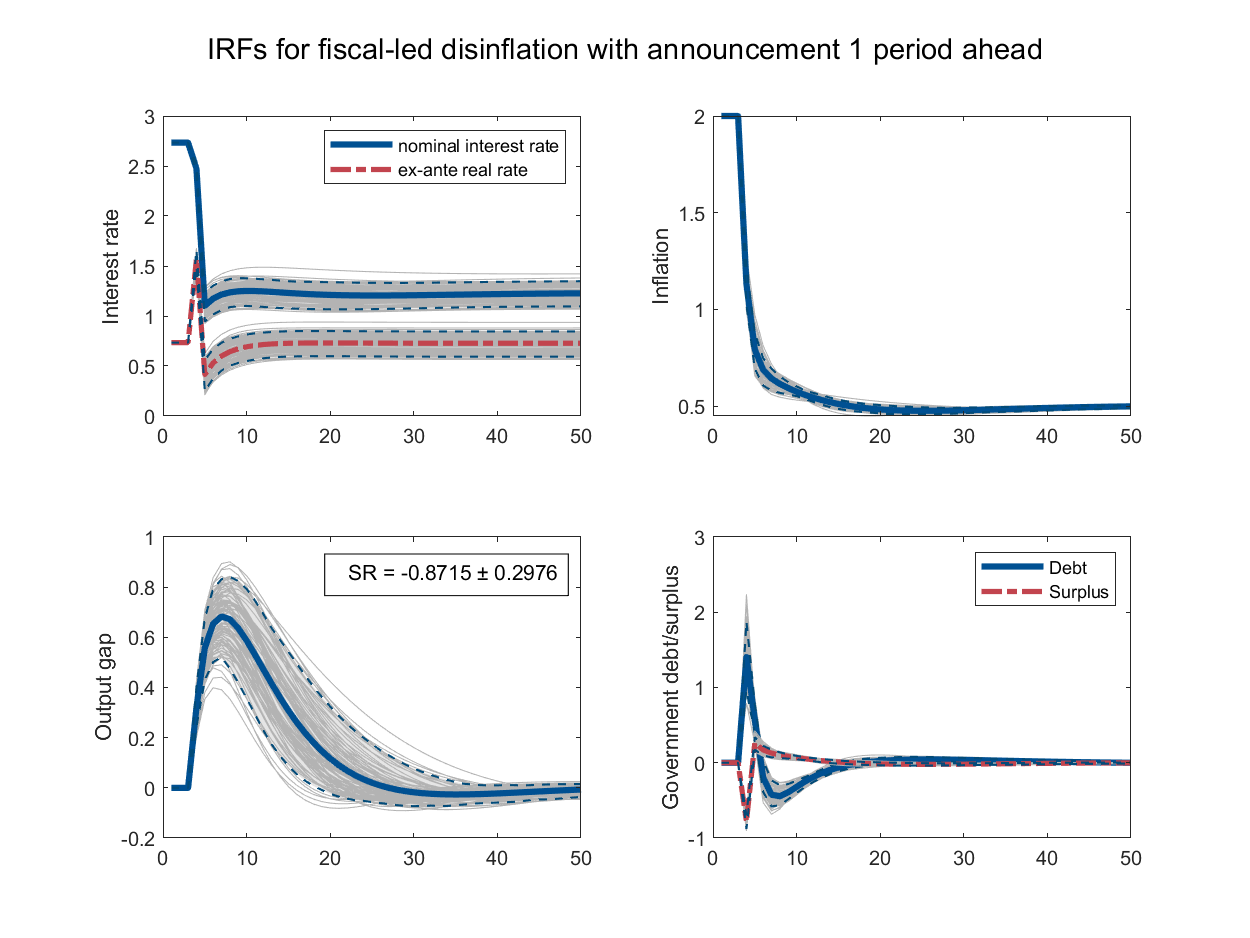 IRFs for fiscal-led disinflation with announcement 1 period ahead
3
2.5
2
1.5
1
0.5
0
Interest rate
nominal interest rate
ex-ante real rate
0 10 20 30 40 50
2
1.5
1
0.5
Inflation
0 10 20 30 40 50
1
0.8
0.6
0.4
0.2
0
-0.2
Output gap
SR = -0.8715 ± 0.2976
0 10 20 30 40 50
3
2
1
0
-1
Government debt/surplus
Debt
Surplus
0 10 20 30 40 50